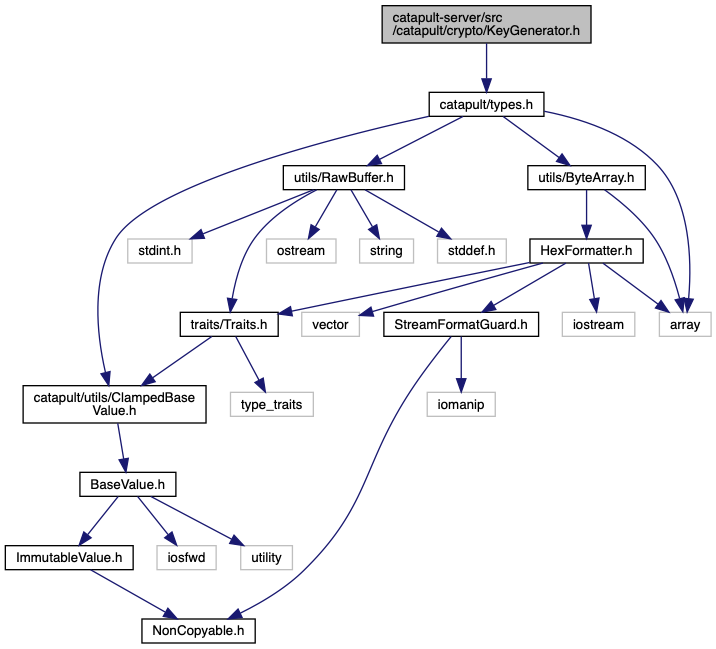 catapult-server/src
/catapult/crypto/KeyGenerator.h
catapult/types.h
utils/RawBuffer.h
utils/ByteArray.h
stdint.h
ostream
string
stddef.h
HexFormatter.h
traits/Traits.h
vector
StreamFormatGuard.h
iostream
array
catapult/utils/ClampedBase
Value.h
type_traits
iomanip
BaseValue.h
ImmutableValue.h
iosfwd
utility
NonCopyable.h